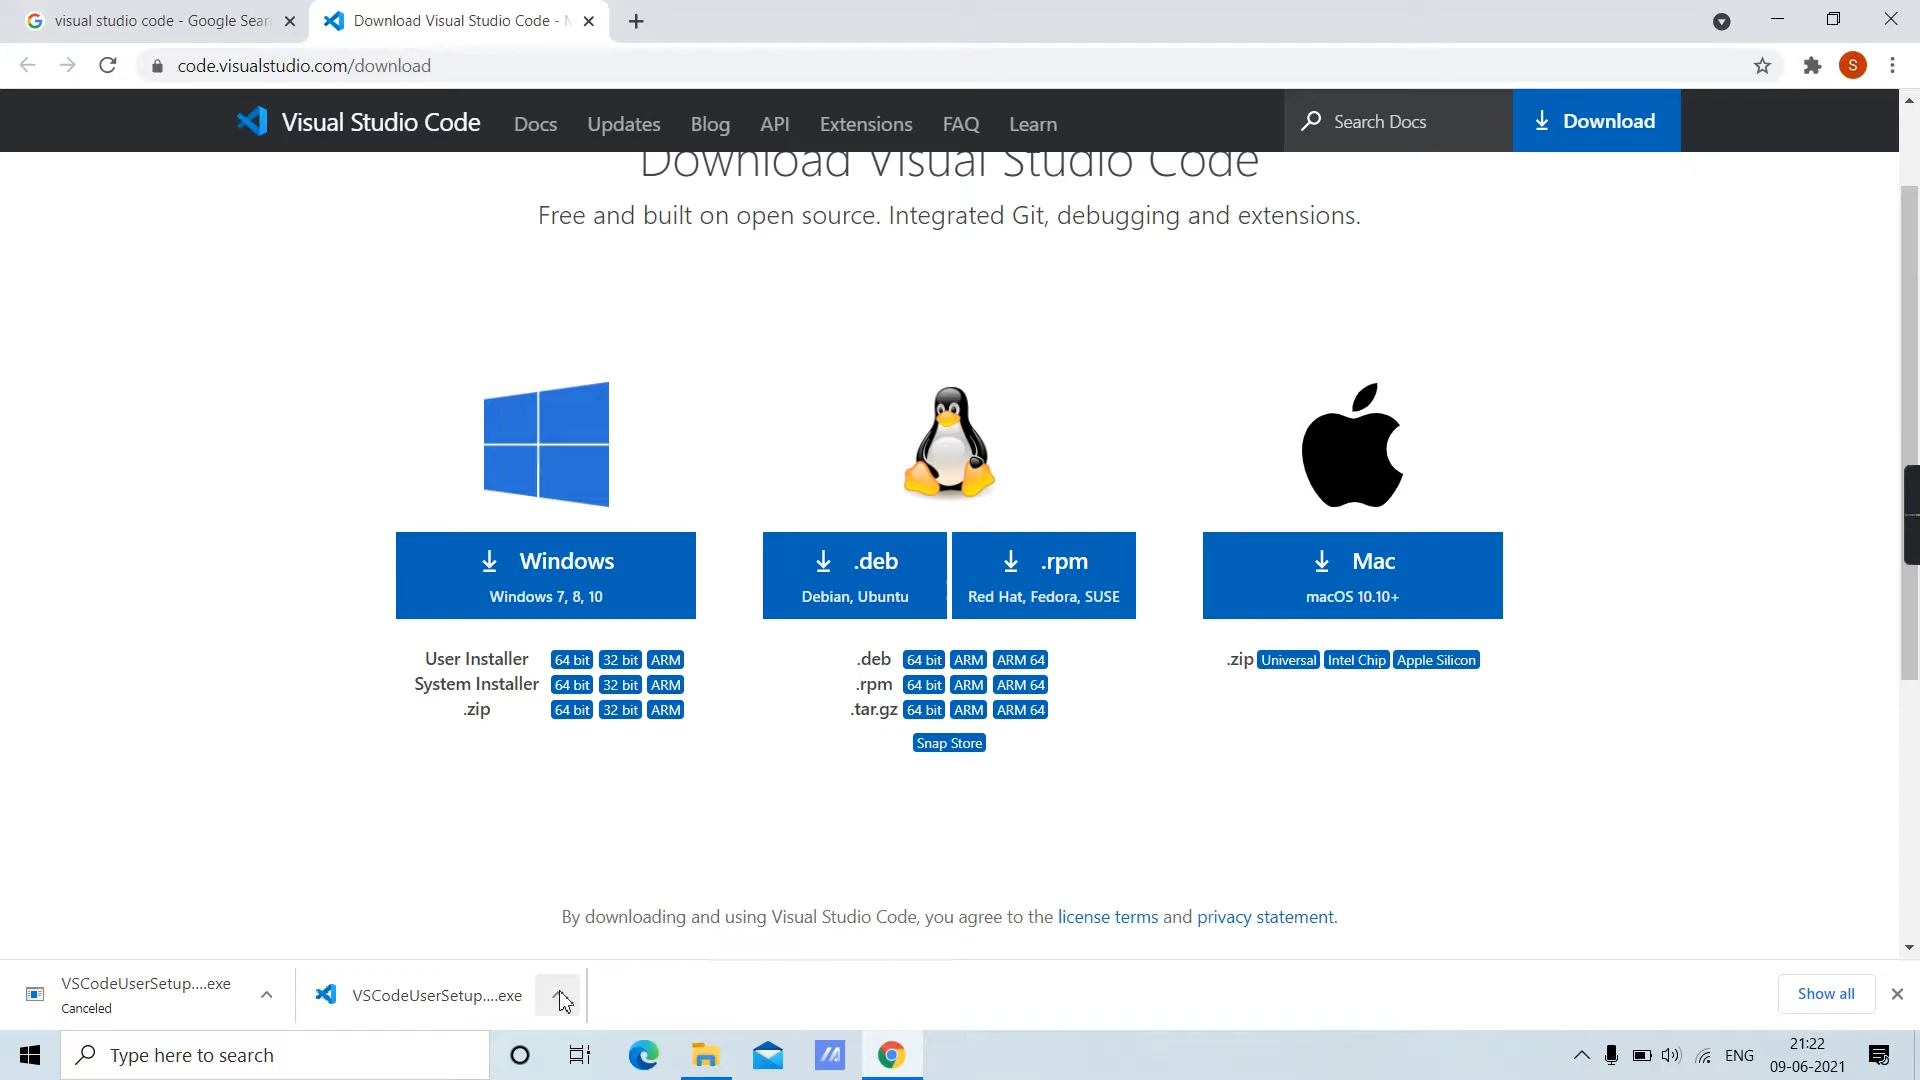 visual studio code - Google Sear
Download Visual Studio Code -
code.visualstudio.com/download
S
Visual Studio Code
Docs
Updates
Blog
API
Extensions
FAQ
Learn
Search Docs
Download
Download Visual Studio Code
Free and built on open source. Integrated Git, debugging and extensions.
Windows
Windows 7, 8, 10
.deb
Debian, Ubuntu
.rpm
Red Hat, Fedora, SUSE
Mac
macOS 10.10+
User Installer 64 bit 32 bit ARM
System Installer 64 bit 32 bit ARM
.zip 64 bit 32 bit ARM
.deb 64 bit ARM ARM 64
.rpm 64 bit ARM ARM 64
.tar.gz 64 bit ARM ARM 64
Snap Store
.zip Universal Intel Chip Apple Silicon
By downloading and using Visual Studio Code, you agree to the license terms and privacy statement.
VSCodeUserSetup....exe
Canceled
VSCodeUserSetup....exe
Show all
Type here to search
ENG
21:22
09-06-2021